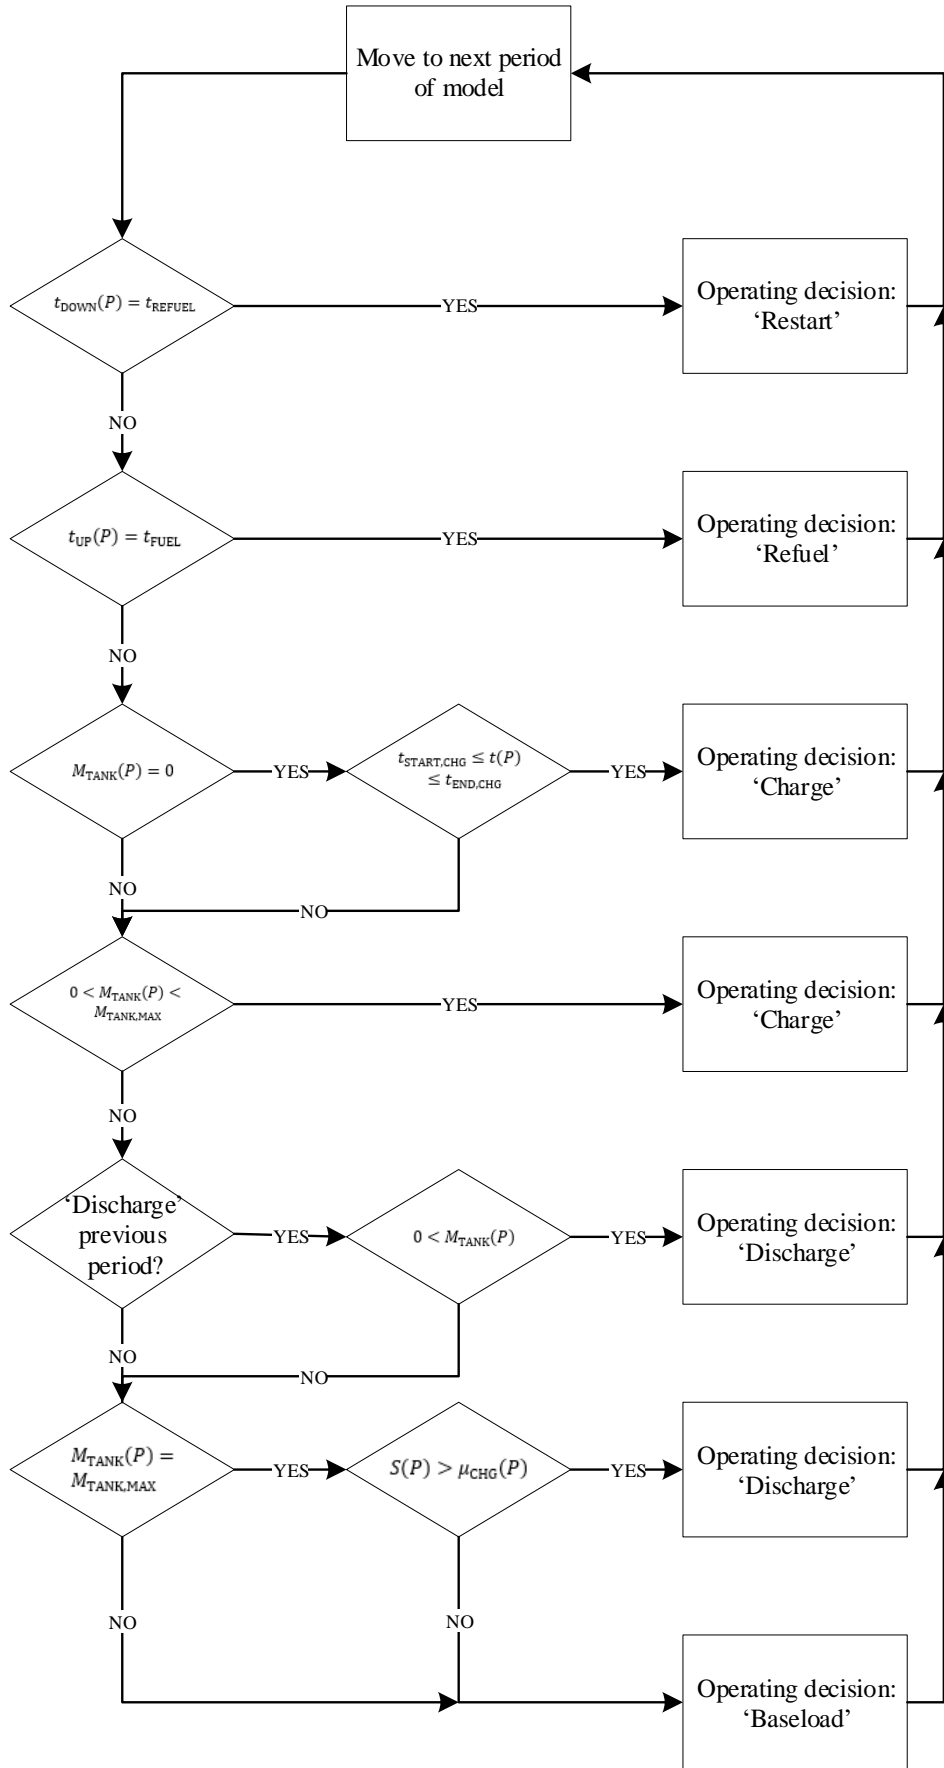 Move to next period
of model
t_DOWN(P) = t_REFUEL
YES
Operating decision:
‘Restart’
NO
t_UP(P) = t_FUEL
YES
Operating decision:
‘Refuel’
NO
M_TANK(P) = 0
YES
t_START,CHG ≤ t(P)
≤ t_END,CHG
YES
Operating decision:
‘Charge’
NO
NO
0 < M_TANK(P) <
M_TANK,MAX
YES
Operating decision:
‘Charge’
NO
‘Discharge’
previous
period?
YES
0 < M_TANK(P)
YES
Operating decision:
‘Discharge’
NO
NO
M_TANK(P) =
M_TANK,MAX
YES
S(P) > μ_CHG(P)
YES
Operating decision:
‘Discharge’
NO
NO
Operating decision:
‘Baseload’